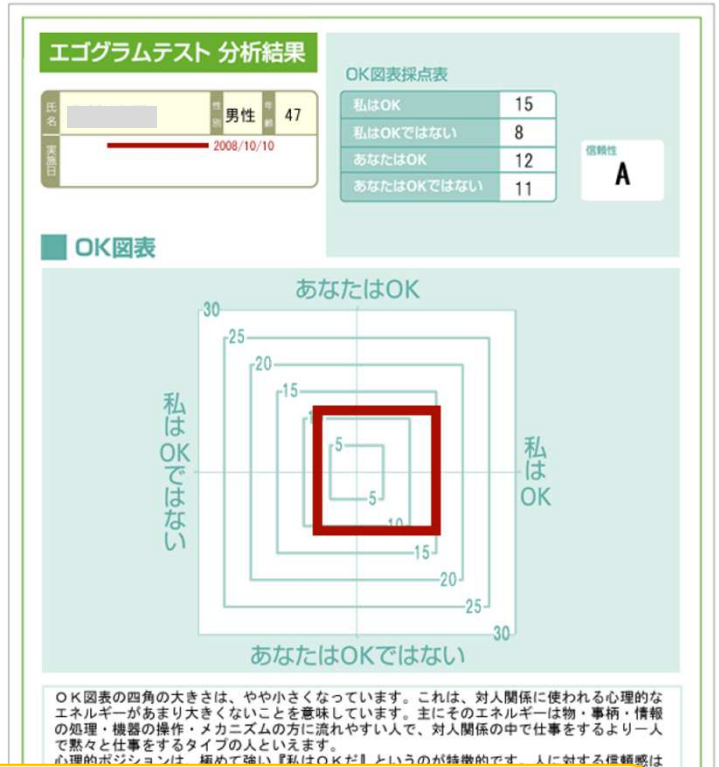 エゴグラムテスト 分析結果
氏名 性別 男性 年齢 47
実施日 2008/10/10
OK図表採点表
私はOK 15
私はOKではない 8
あなたはOK 12
あなたはOKではない 11
信頼性
A
OK図表
あなたはOK
30
25
20
15
5
私はOKではない
私はOK
5
10
15
20
25
30
あなたはOKではない
OK図表の四角の大きさは、やや小さくなっています。これは、対人関係に使われる心理的な
エネルギーがあまり大きくないことを意味しています。主にそのエネルギーは物・事柄・情報
の処理・機器の操作・メカニズムの方に流れやすい人で、対人関係の中で仕事をするより一人
で黙々と仕事をするタイプの人といえます。
心理的ポジションは、極めて強い『私はOKだ』というのが特徴的です。人に対する信頼感は